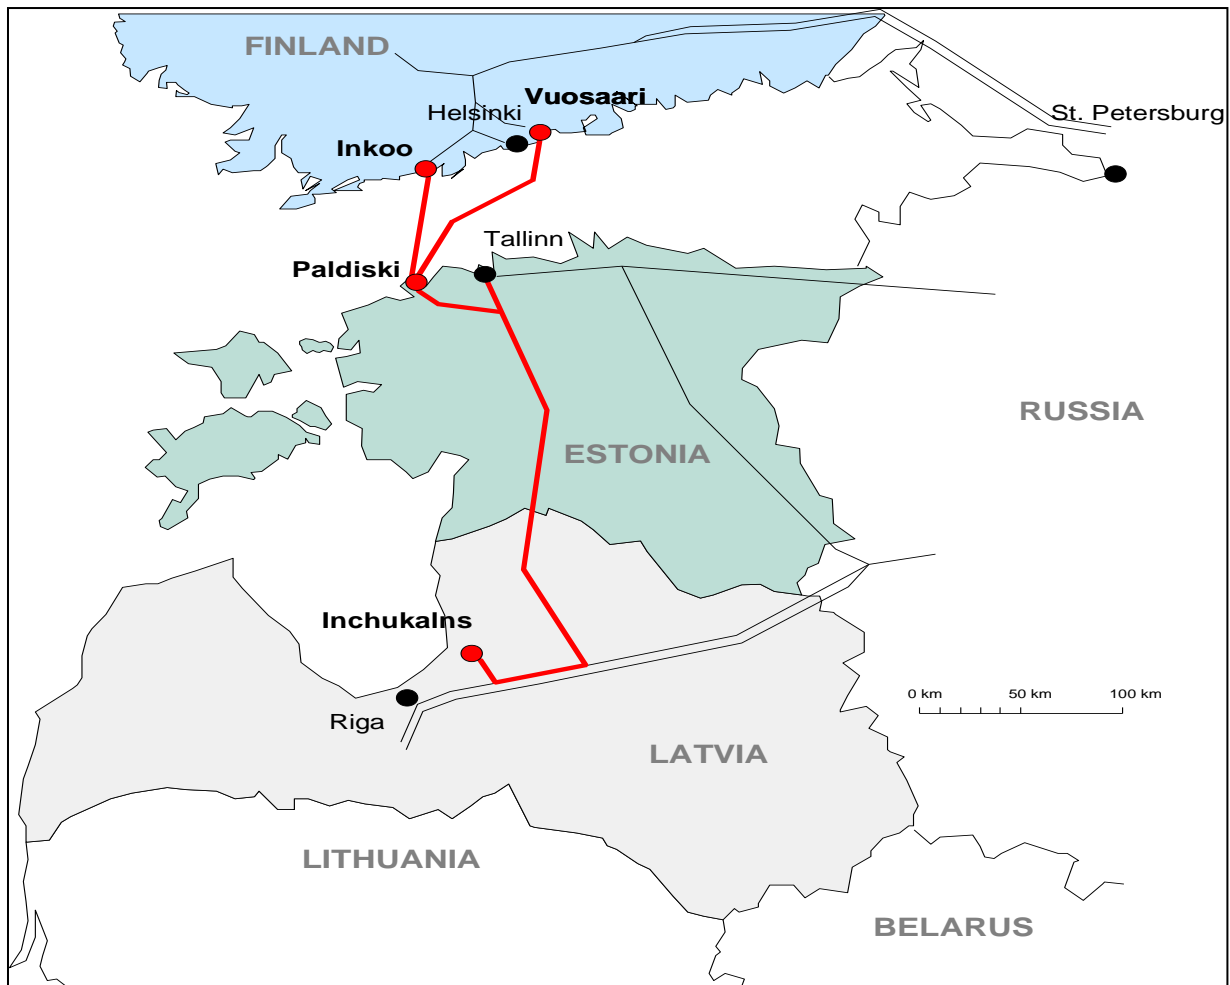 FINLAND
Vuosaari
Helsinki
St. Petersburg
Inkoo
Tallinn
Paldiski
RUSSIA
ESTONIA
Inchukalns
0 km 50 km 100 km
Riga
LATVIA
LITHUANIA
BELARUS